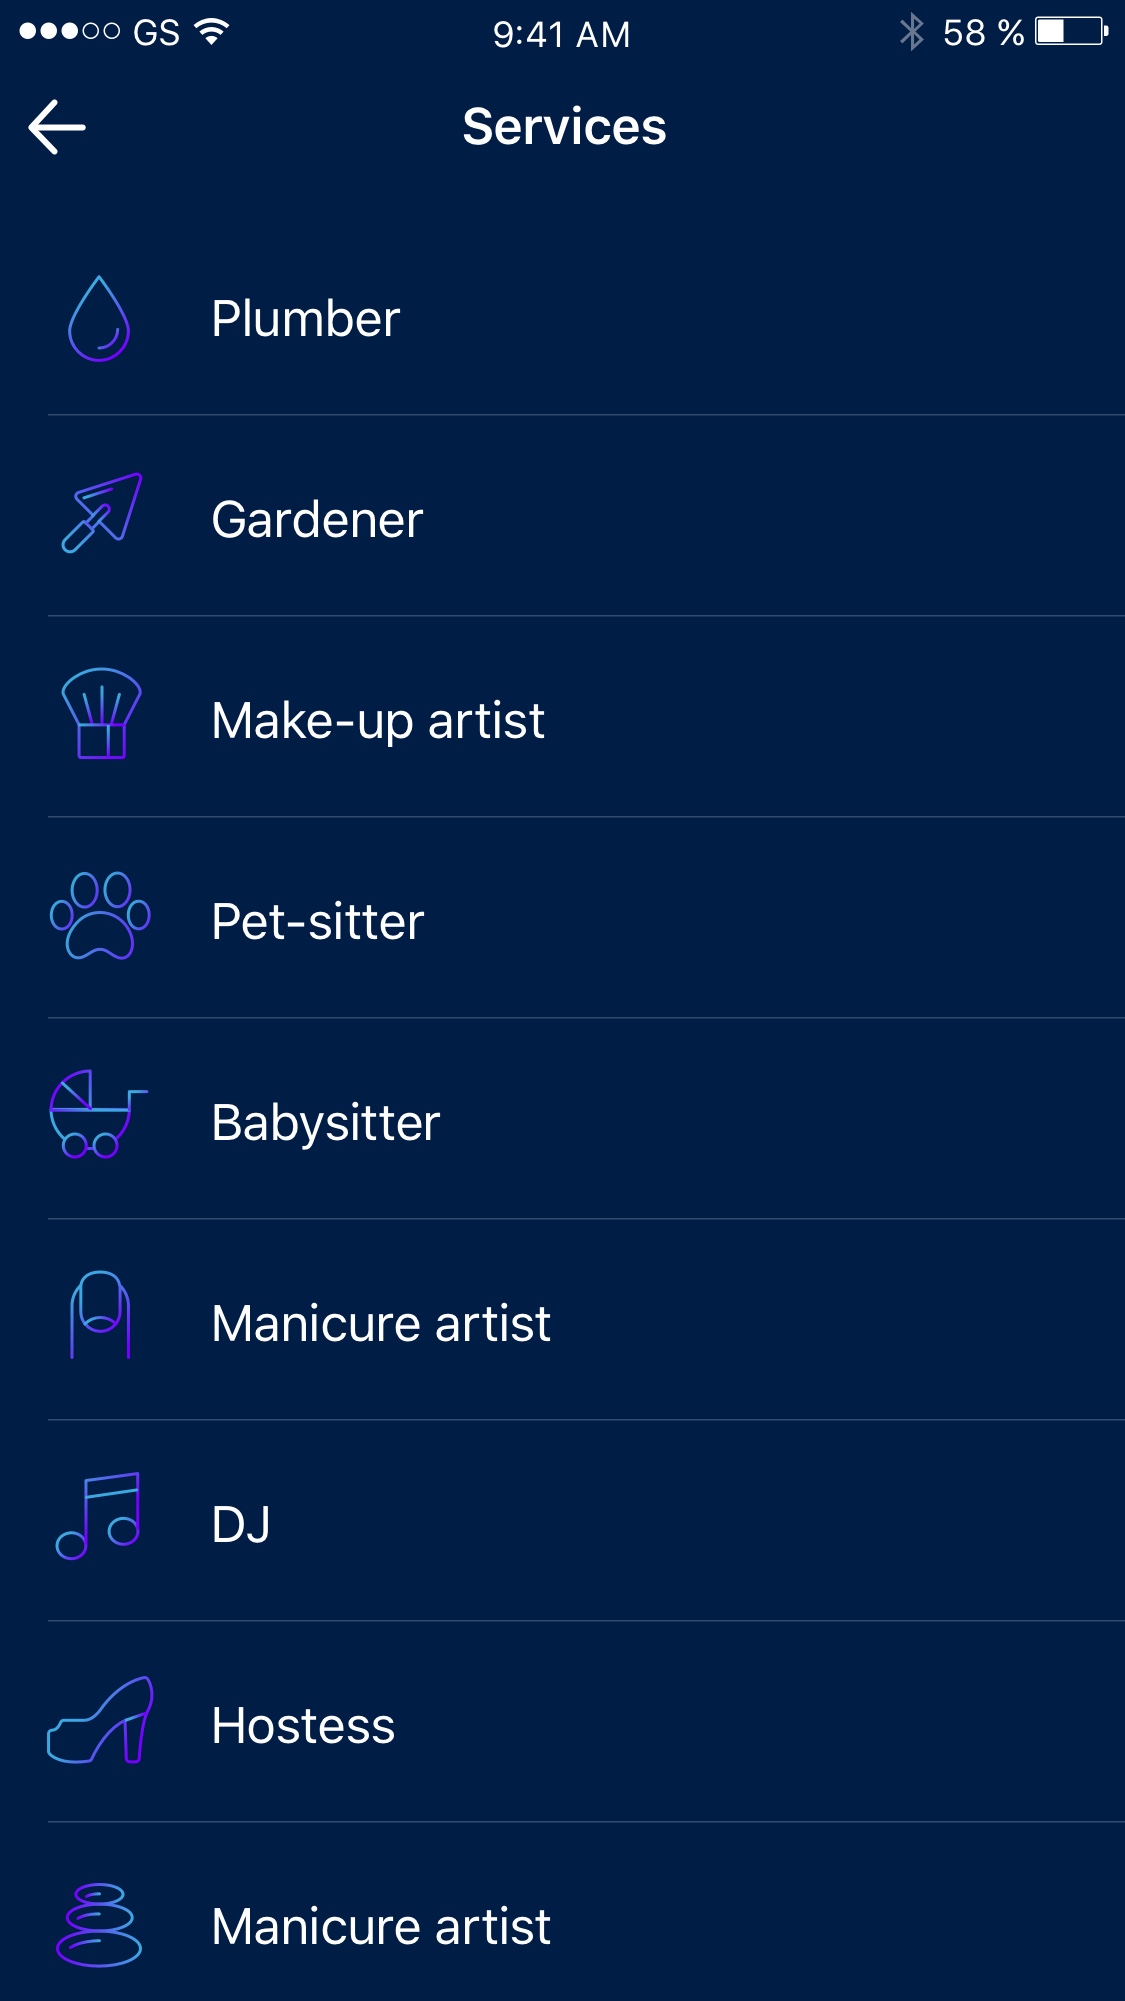 GS 9:41 AM 58 %
Services
Plumber
Gardener
Make-up artist
Pet-sitter
Babysitter
Manicure artist
DJ
Hostess
Manicure artist